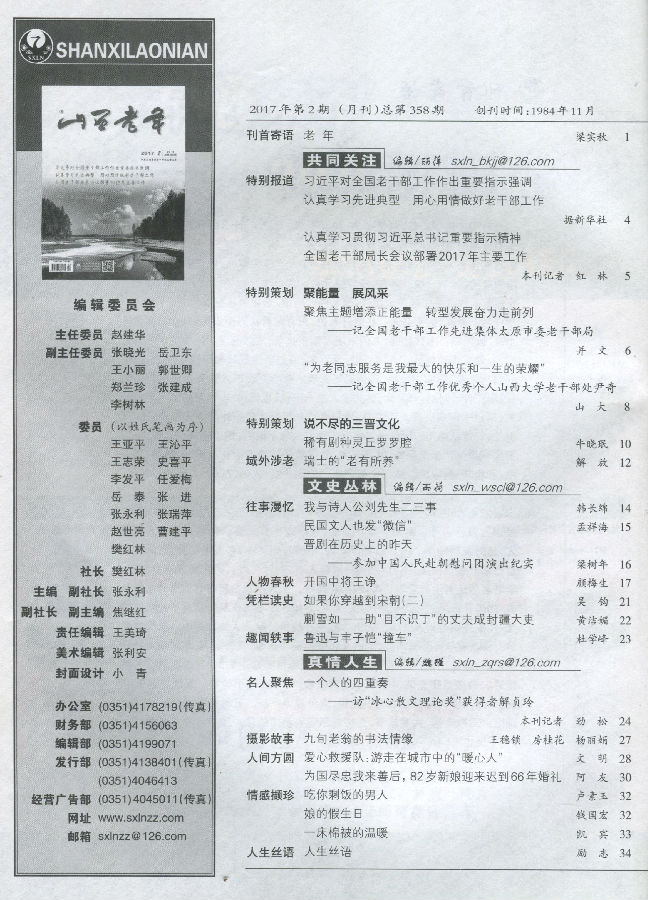 SXLN
SHANXILAONIAN
山西老年
2017.2
编辑委员会
主任委员 赵建华
副主任委员 张晓光 岳卫东
王小丽 郭世卿
郑兰珍 张建成
李树林
委员 (以姓氏笔画为序)
王亚平 王沁平
王志荣 史喜平
李发平 任爱梅
岳 泰 张 进
张永利 张瑞萍
赵世亮 曹建平
樊红林
社长 樊红林
主编 副社长 张永利
副社长 副主编 焦继红
责任编辑 王美琦
美术编辑 张利安
封面设计 小 青
办公室 (0351)4178219(传真)
财务部 (0351)4156063
编辑部 (0351)4199071
发行部 (0351)4138401(传真)
(0351)4046413
经营广告部 (0351)4045011(传真)
网址 www.sxlnzz.com
邮箱 sxlnzz@126.com
2017年第2期 (月刊)总第358期 创刊时间:1984年11月
刊首寄语 老 年 梁实秋 1
共同关注 编辑/丽萍 sxln_bkjj@126.com
特别报道 习近平对全国老干部工作作出重要指示强调
认真学习先进典型 用心用情做好老干部工作
据新华社 4
认真学习贯彻习近平总书记重要指示精神
全国老干部局长会议部署2017年主要工作
本刊记者 红 林 5
特别策划 聚能量 展风采
聚焦主题增添正能量 转型发展奋力走前列
——记全国老干部工作先进集体太原市委老干部局
并 文 6
“为老同志服务是我最大的快乐和一生的荣耀”
——记全国老干部工作优秀个人山西大学老干部处尹奇
山 大 8
特别策划 说不尽的三晋文化
稀有剧种灵丘罗罗腔 牛晓珉 10
域外涉老 瑞士的“老有所养” 解 放 12
文史丛林 编辑/雨荷 sxln_wscl@126.com
往事漫忆 我与诗人公刘先生二三事 韩长绵 14
民国文人也发“微信” 孟祥海 15
晋剧在历史上的昨天
——参加中国人民赴朝慰问团演出纪实 梁树年 16
人物春秋 开国中将王诤 顾梅生 17
凭栏读史 如果你穿越到宋朝(二) 吴 钩 21
蒯雪如——助“目不识丁”的丈夫成封疆大吏 黄洁媚 22
趣闻轶事 鲁迅与丰子恺“撞车” 杜学峰 23
真情人生 编辑/ sxln_zqrs@126.com
名人聚焦 一个人的四重奏
——访“冰心散文理论奖”获得者解贞玲
本刊记者 劲 松 24
摄影故事 九旬老翁的书法情缘 王稳锁 房桂花 杨丽娟 27
人间方圆 爱心救援队:游走在城市中的“暖心人” 文 明 28
为国尽忠我来善后，82岁新娘迎来迟到66年婚礼 阿 友 30
情感撷珍 吃你剩饭的男人 卢素玉 32
娘的假生日 钱国宏 32
一床棉被的温暖 凯 宾 33
人生丝语 人生丝语 励 志 34